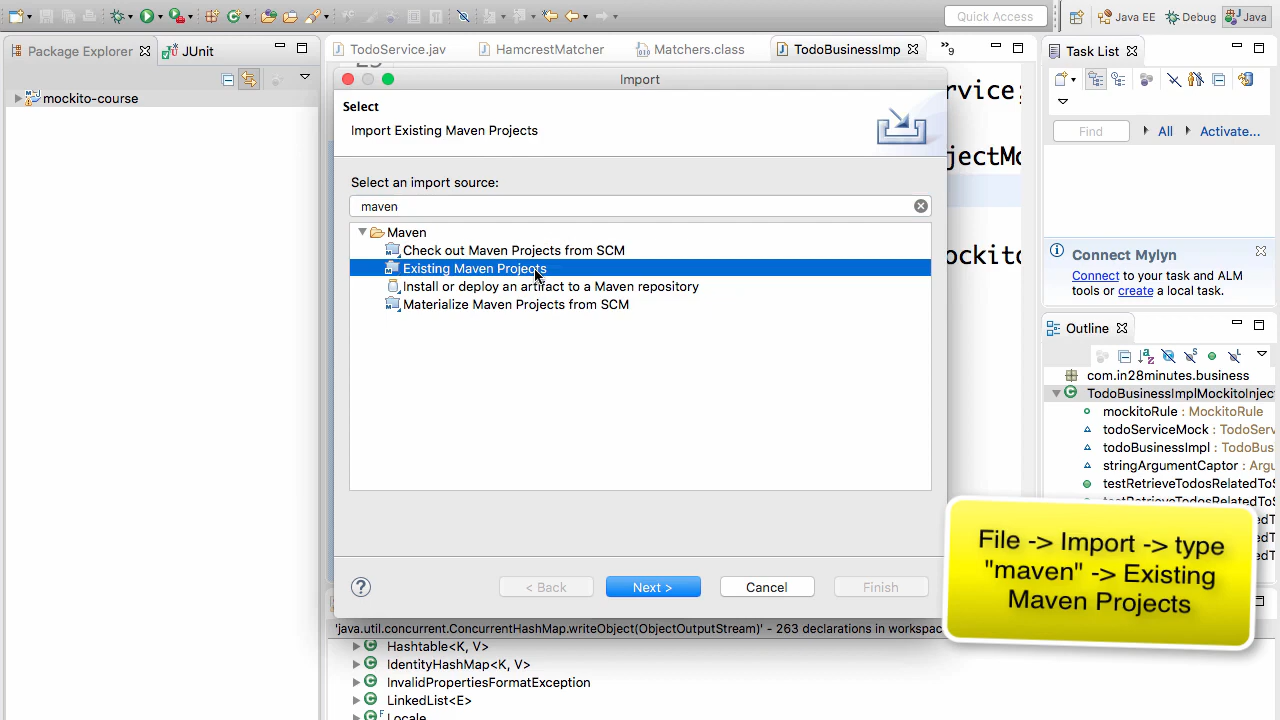 Quick Access
Java EE
Debug
Java
Package Explorer
JUnit
TodoService.jav
HamcrestMatcher
Matchers.class
TodoBusinessImp
»9
Task List
mockito-course
Import
Select
Import Existing Maven Projects
Select an import source:
maven
Maven
Check out Maven Projects from SCM
Existing Maven Projects
Install or deploy an artifact to a Maven repository
Materialize Maven Projects from SCM
< Back
Next >
Cancel
Finish
Find
All
Activate...
Connect Mylyn
Connect to your task and ALM
tools or create a local task.
Outline
com.in28minutes.business
TodoBusinessImplMockitoInject
mockitoRule : MockitoRule
todoServiceMock : TodoServ
todoBusinessImpl : TodoBus
stringArgumentCaptor : Argu
testRetrieveTodosRelatedToS
File -> Import -> type
"maven" -> Existing
Maven Projects
'java.util.concurrent.ConcurrentHashMap.writeObject(ObjectOutputStream)' - 263 declarations in workspac
Hashtable<K, V>
IdentityHashMap<K, V>
InvalidPropertiesFormatException
LinkedList<E>
Locale